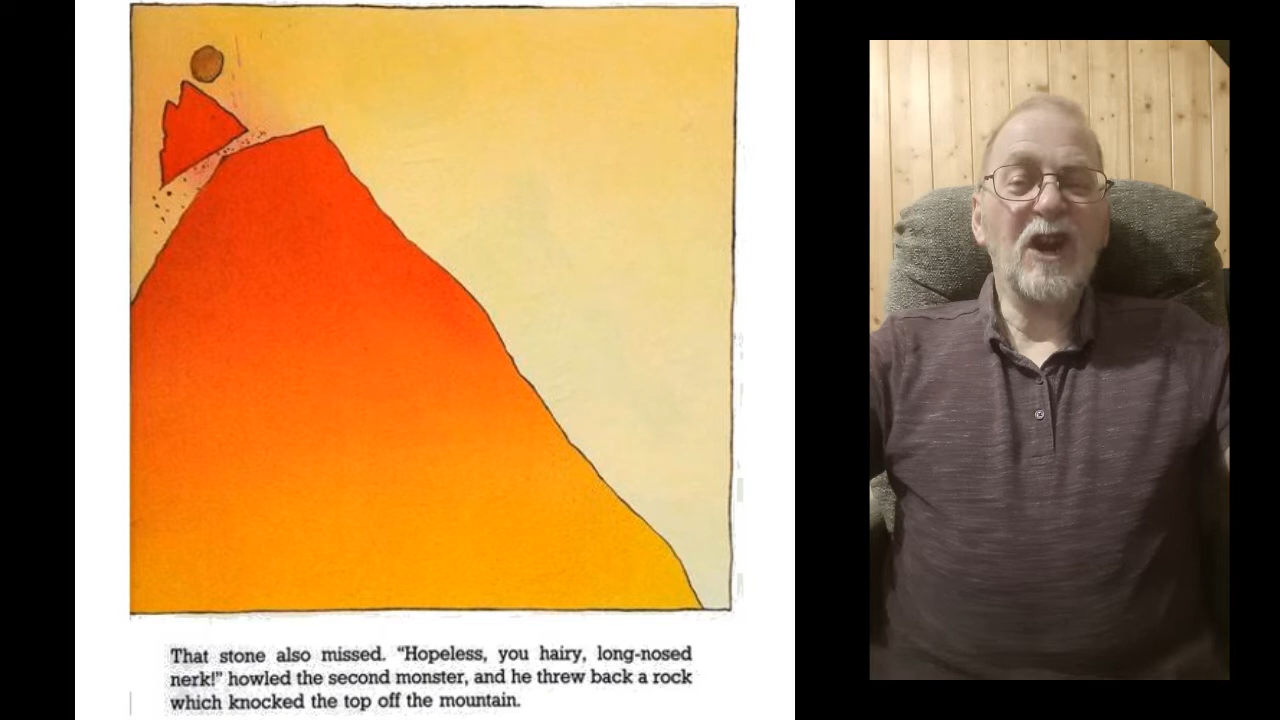 That stone also missed. “Hopeless, you hairy, long-nosed
nerk!” howled the second monster, and he threw back a rock
which knocked the top off the mountain.